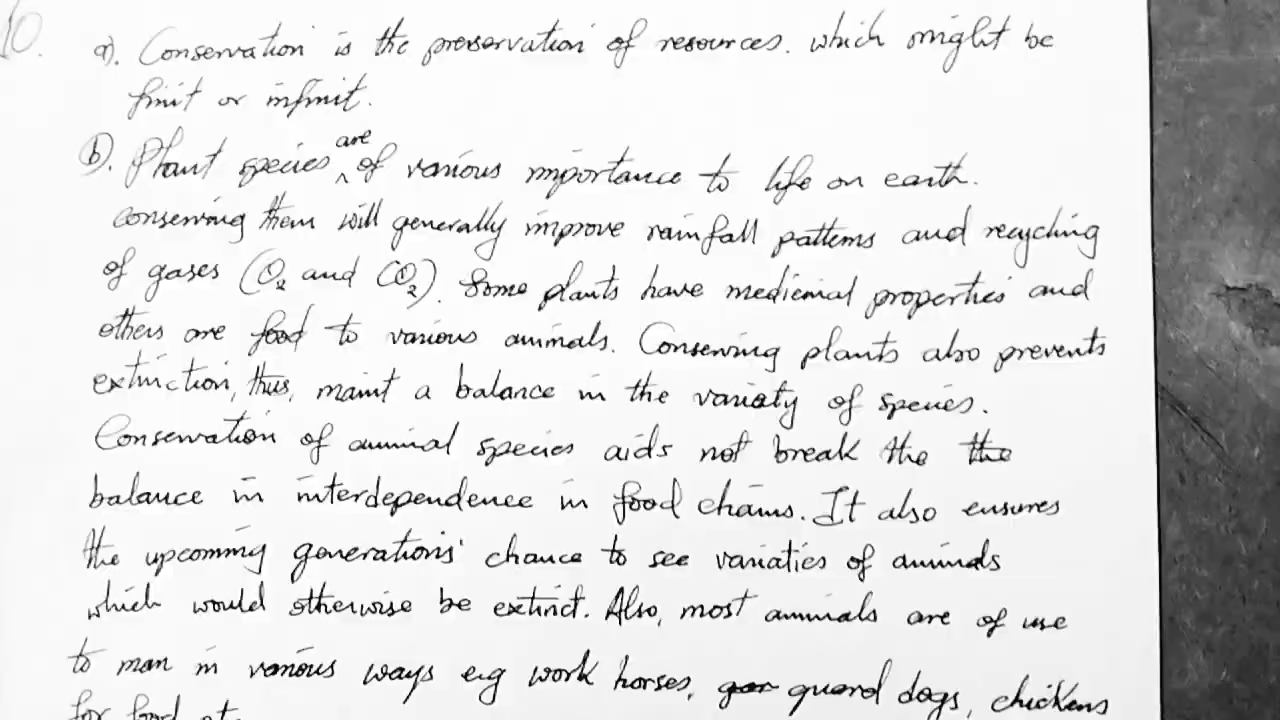 10.
a). Conservation is the preservation of resources. which might be
finit or infinit.
b). Plant species are of various importance to life on earth.
conserving them will generally improve rainfall patterns and recycling
of gases (O₂ and CO₂). Some plants have medicinal properties and
others are food to various animals. Conserving plants also prevents
extinction, thus, maint a balance in the variaty of species.
Conservation of animal species aids not break the the
balance in interdependence in food chains. It also ensures
the upcoming generations' chance to see variaties of animals
which would otherwise be extinct. Also, most animals are of use
to man in various ways eg work horses, guard dogs, chickens
for food etc